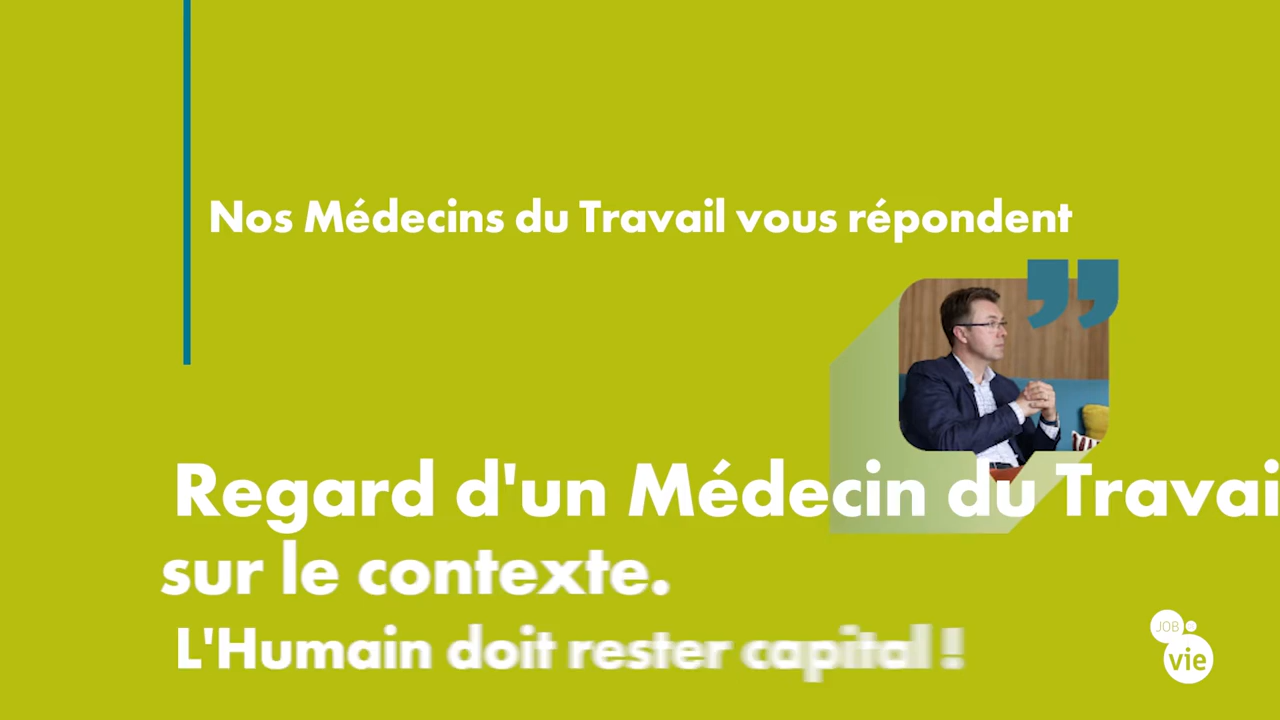 Nos Médecins du Travail vous répondent
Regard d'un Médecin du Travai
sur le contexte.
L'Humain doit rester capital !
JOB
vie